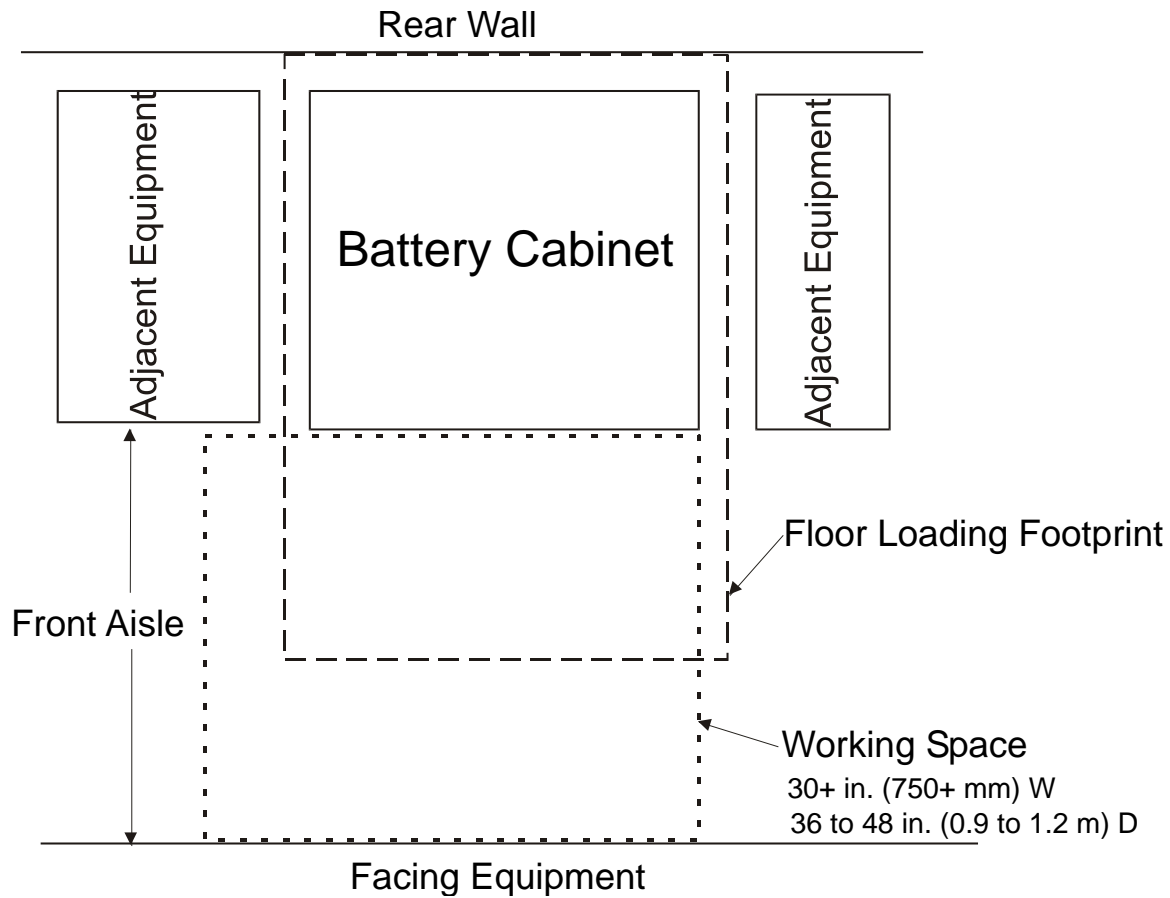 Rear Wall
Adjacent Equipment
Battery Cabinet
Adjacent Equipment
Floor Loading Footprint
Front Aisle
Working Space
30+ in. (750+ mm) W
36 to 48 in. (0.9 to 1.2 m) D
Facing Equipment